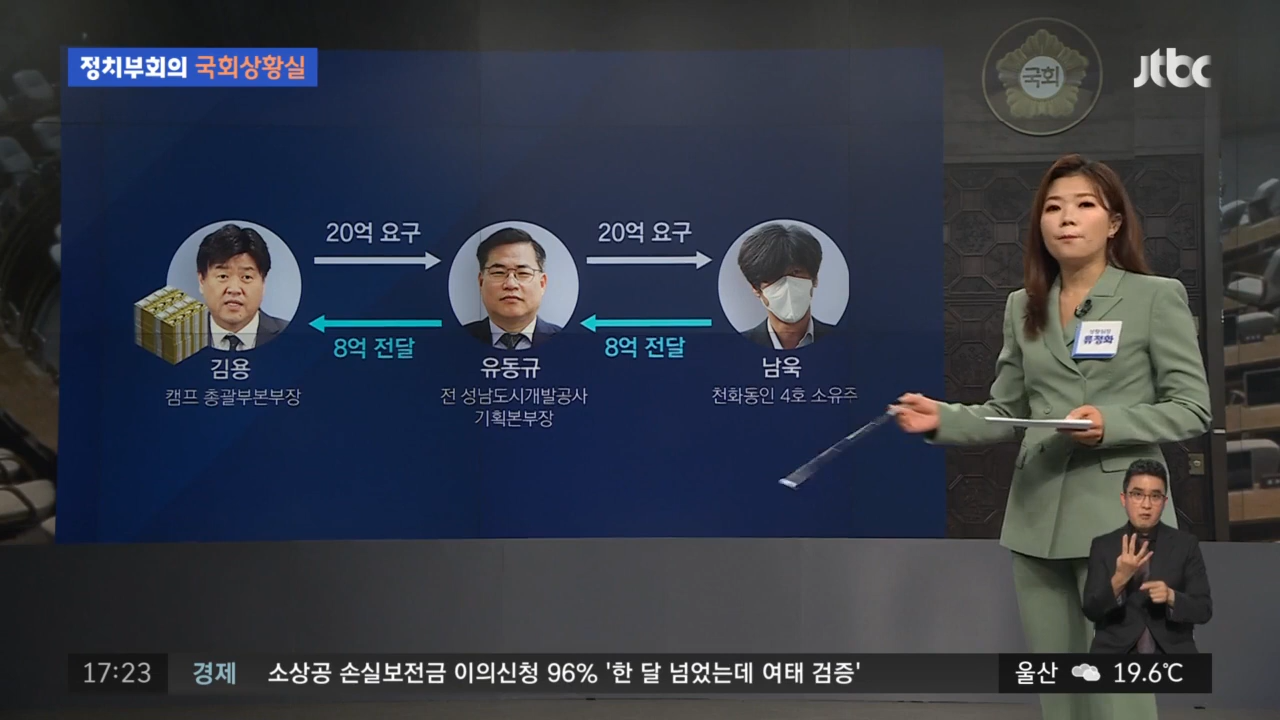 정치부회의 국회상황실
국회
jtbc
20억 요구
20억 요구
8억 전달
8억 전달
김용
유동규
남욱
캠프 총괄부본부장
전 성남도시개발공사
기획본부장
천화동인 4호 소유주
상황실장
류정화
17:23
경제
소상공 손실보전금 이의신청 96% '한 달 넘었는데 여태 검증'
울산
19.6℃